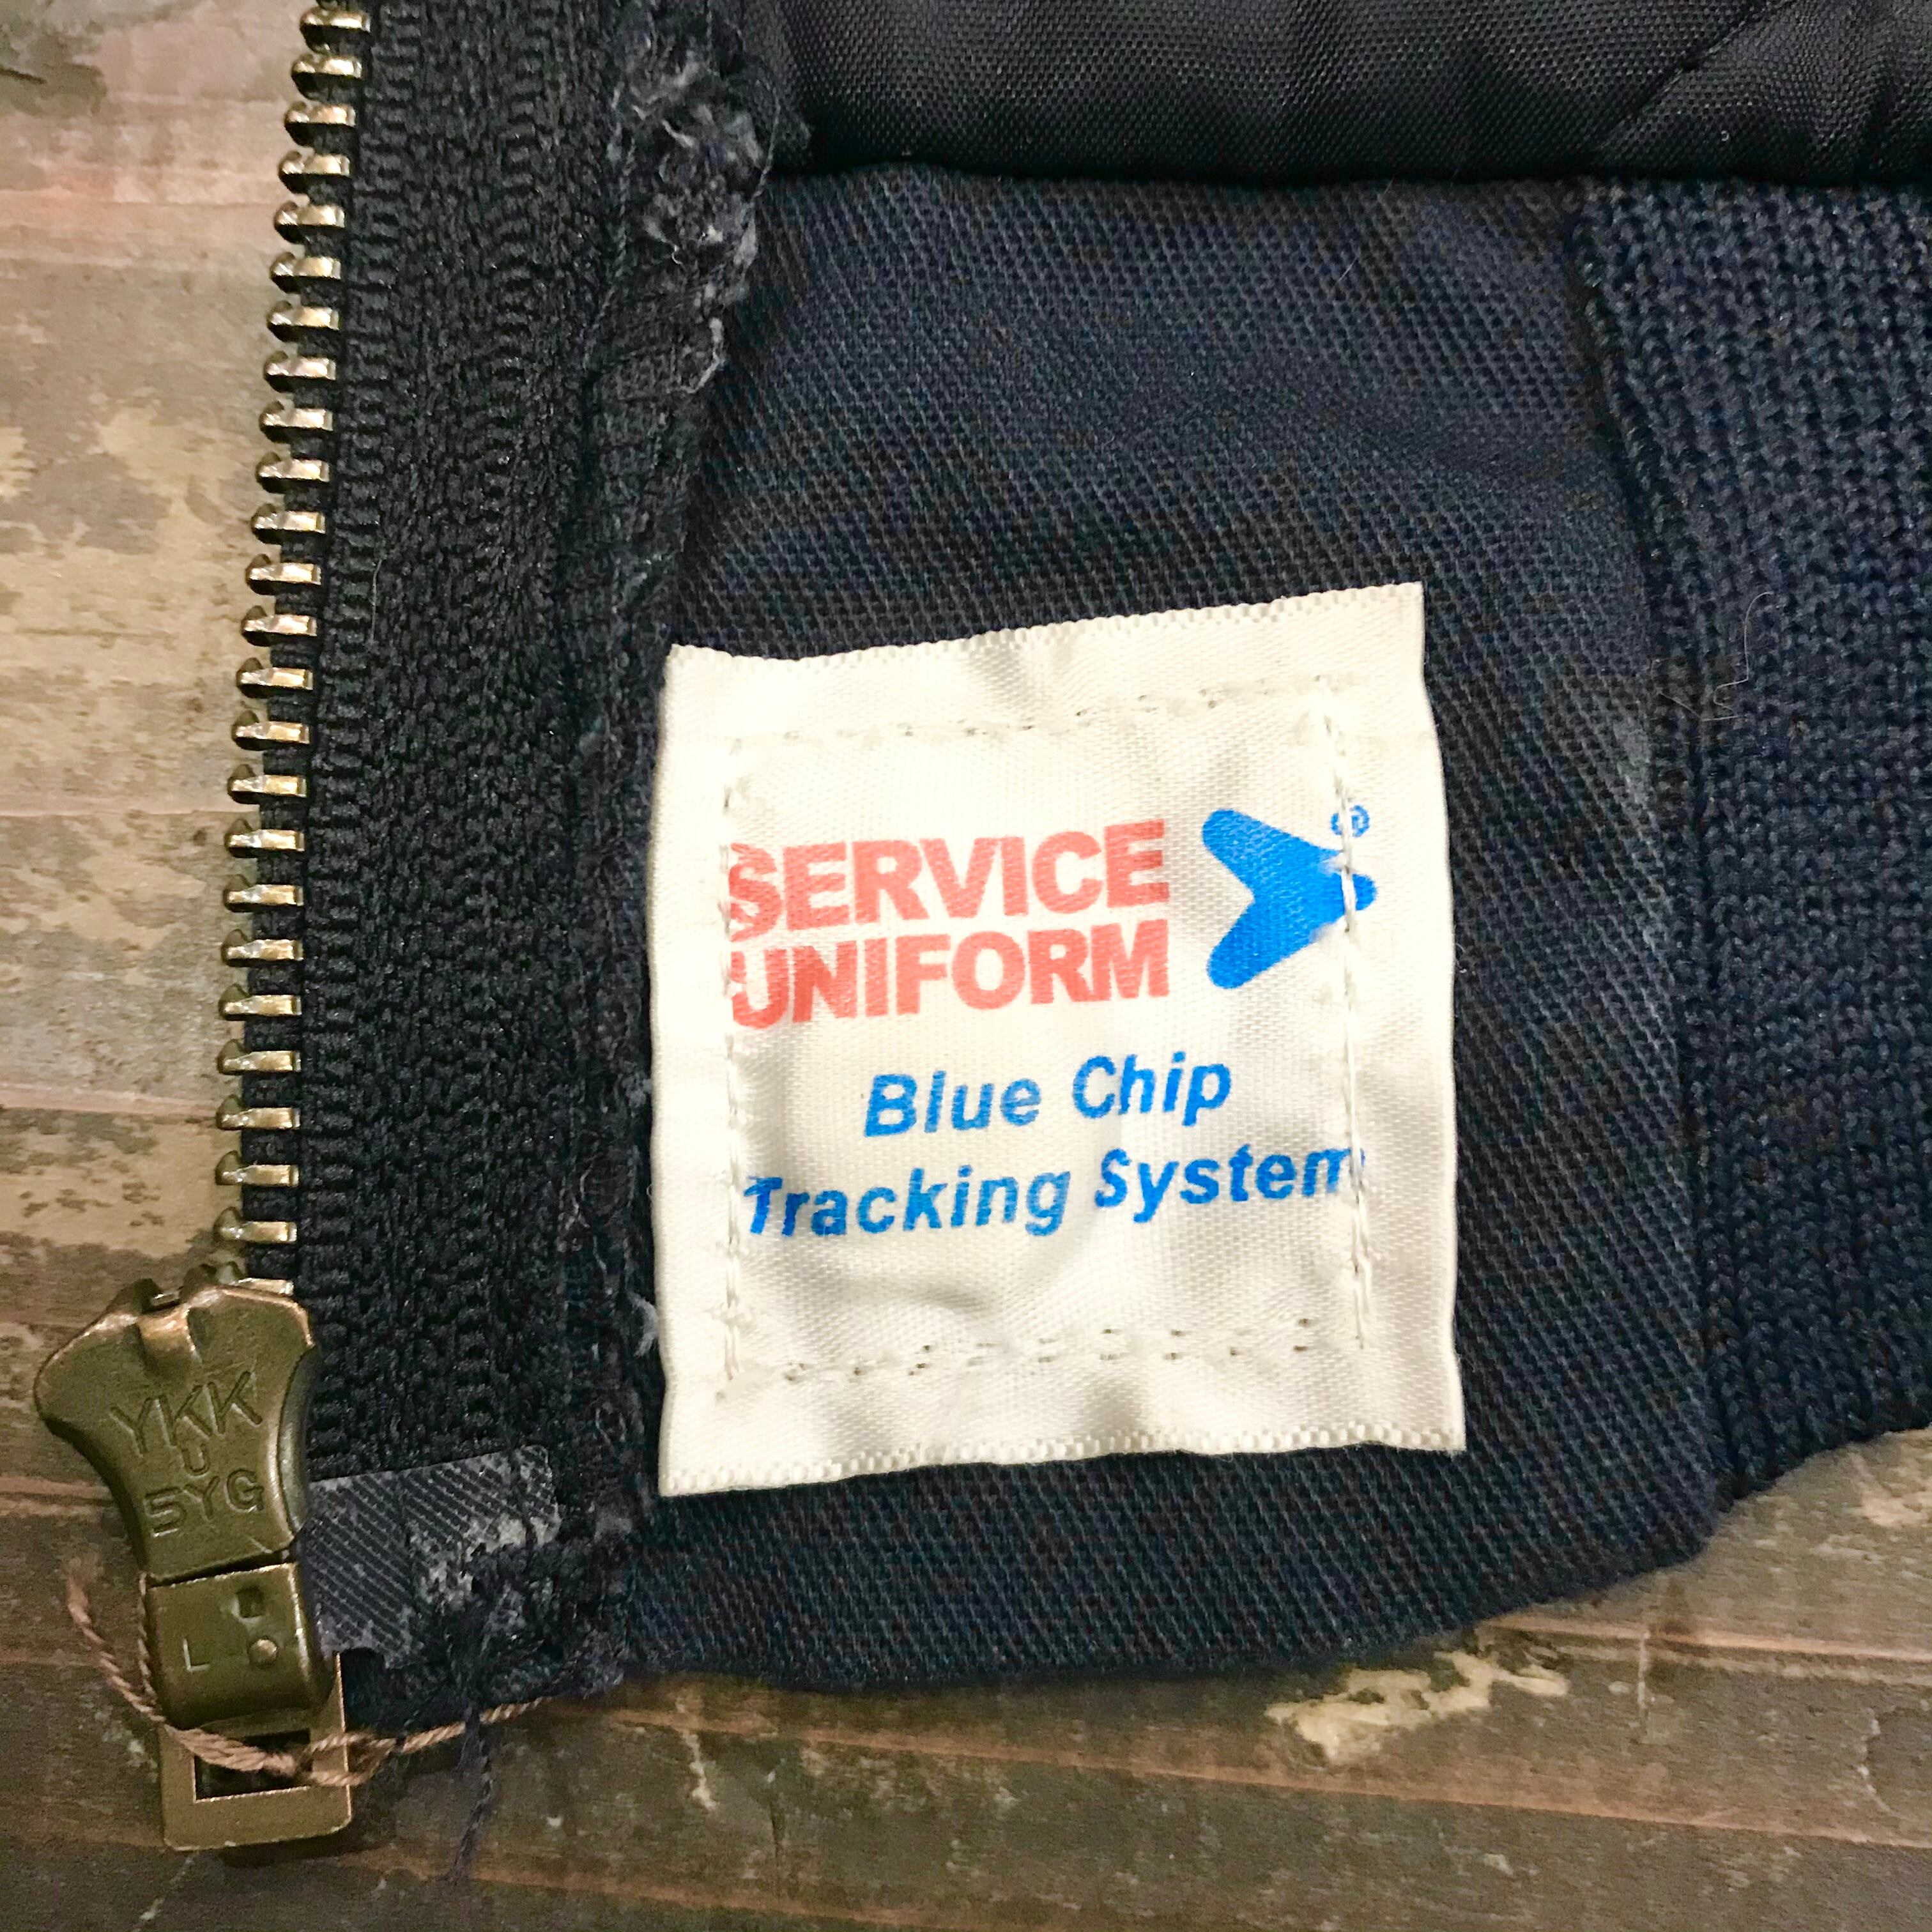 SERVICE
UNIFORM
®
Blue Chip
Tracking System
YKK
U
5YG
L